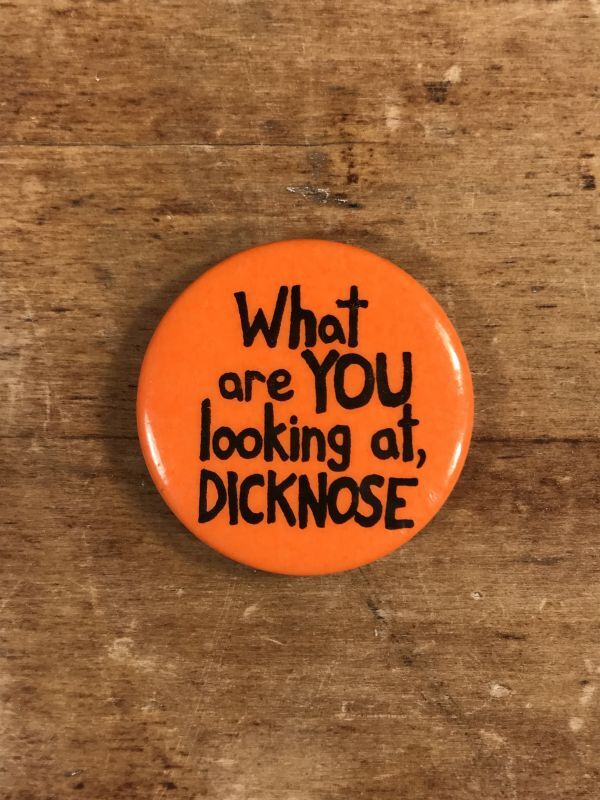 What
are YOU
looking at,
DICKNOSE